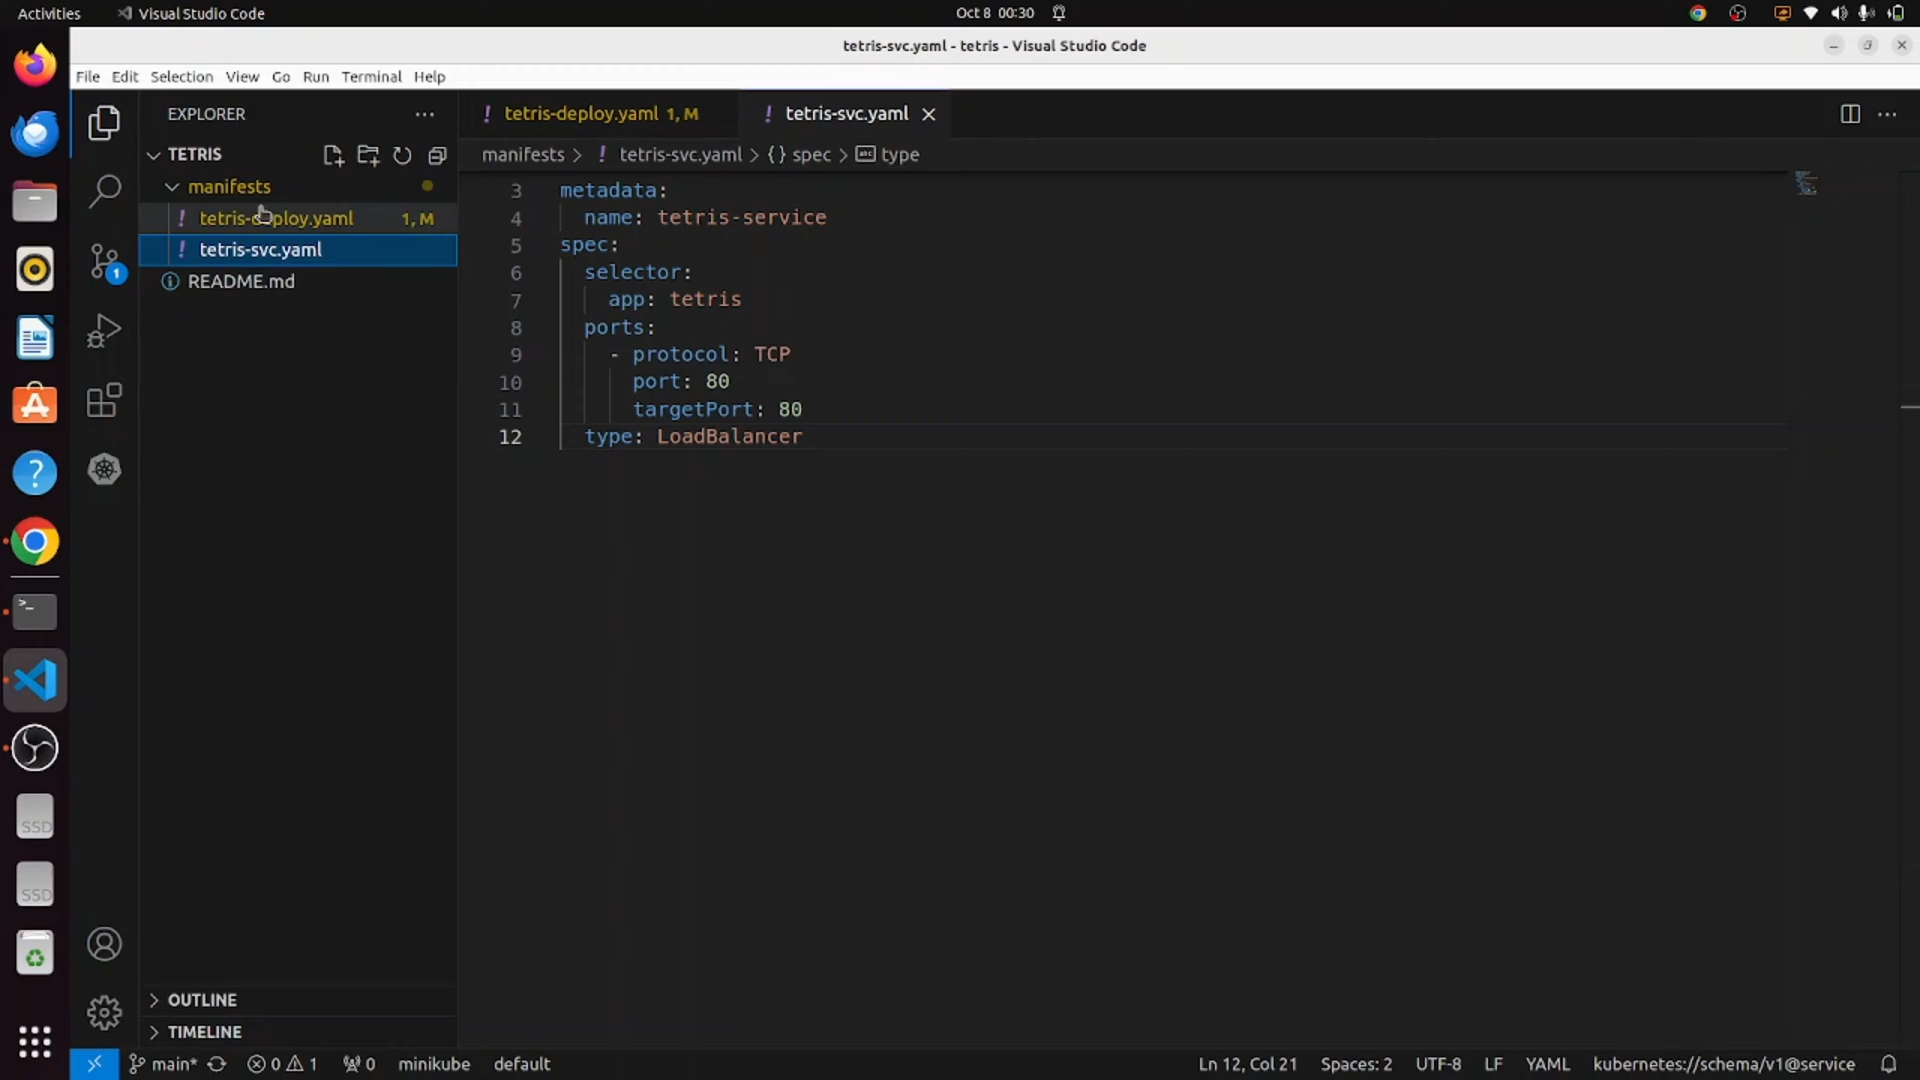 Activities Visual Studio Code Oct 8 00:30
tetris-svc.yaml - tetris - Visual Studio Code
File Edit Selection View Go Run Terminal Help
EXPLORER
TETRIS
manifests
tetris-deploy.yaml 1, M
tetris-svc.yaml
README.md
OUTLINE
TIMELINE
1
SSD
SSD
tetris-deploy.yaml 1, M tetris-svc.yaml
manifests > ! tetris-svc.yaml > {} spec > abc type
3 metadata:
4 name: tetris-service
5 spec:
6 selector:
7 app: tetris
8 ports:
9 - protocol: TCP
10 port: 80
11 targetPort: 80
12 type: LoadBalancer
main* 0 1 0 minikube default Ln 12, Col 21 Spaces: 2 UTF-8 LF YAML kubernetes://schema/v1@service